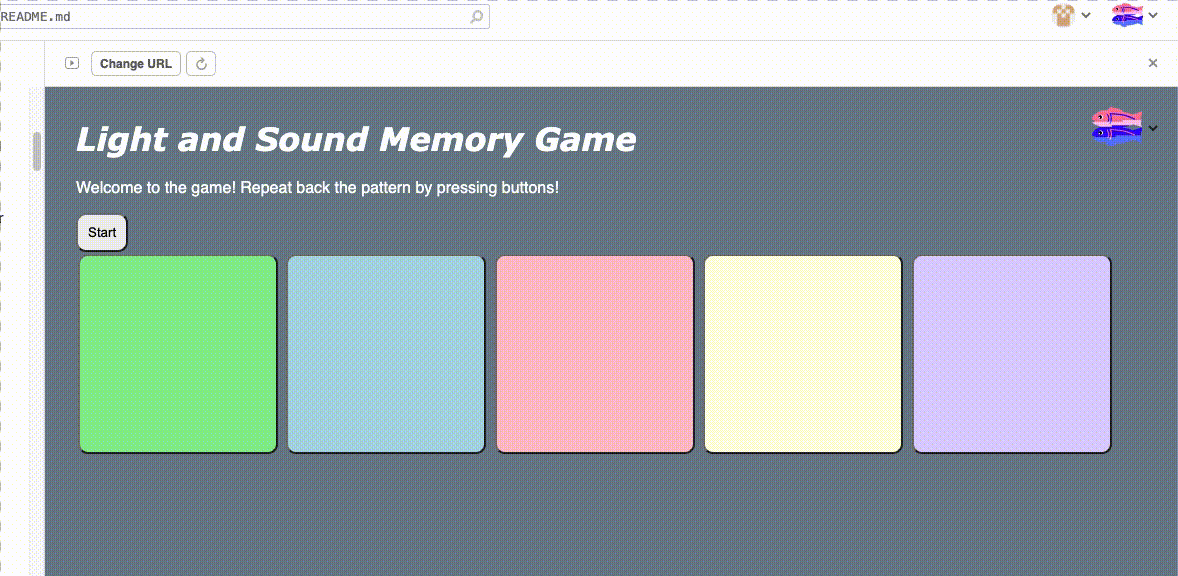 README.md
Change URL
Light and Sound Memory Game
Welcome to the game! Repeat back the pattern by pressing buttons!
Start